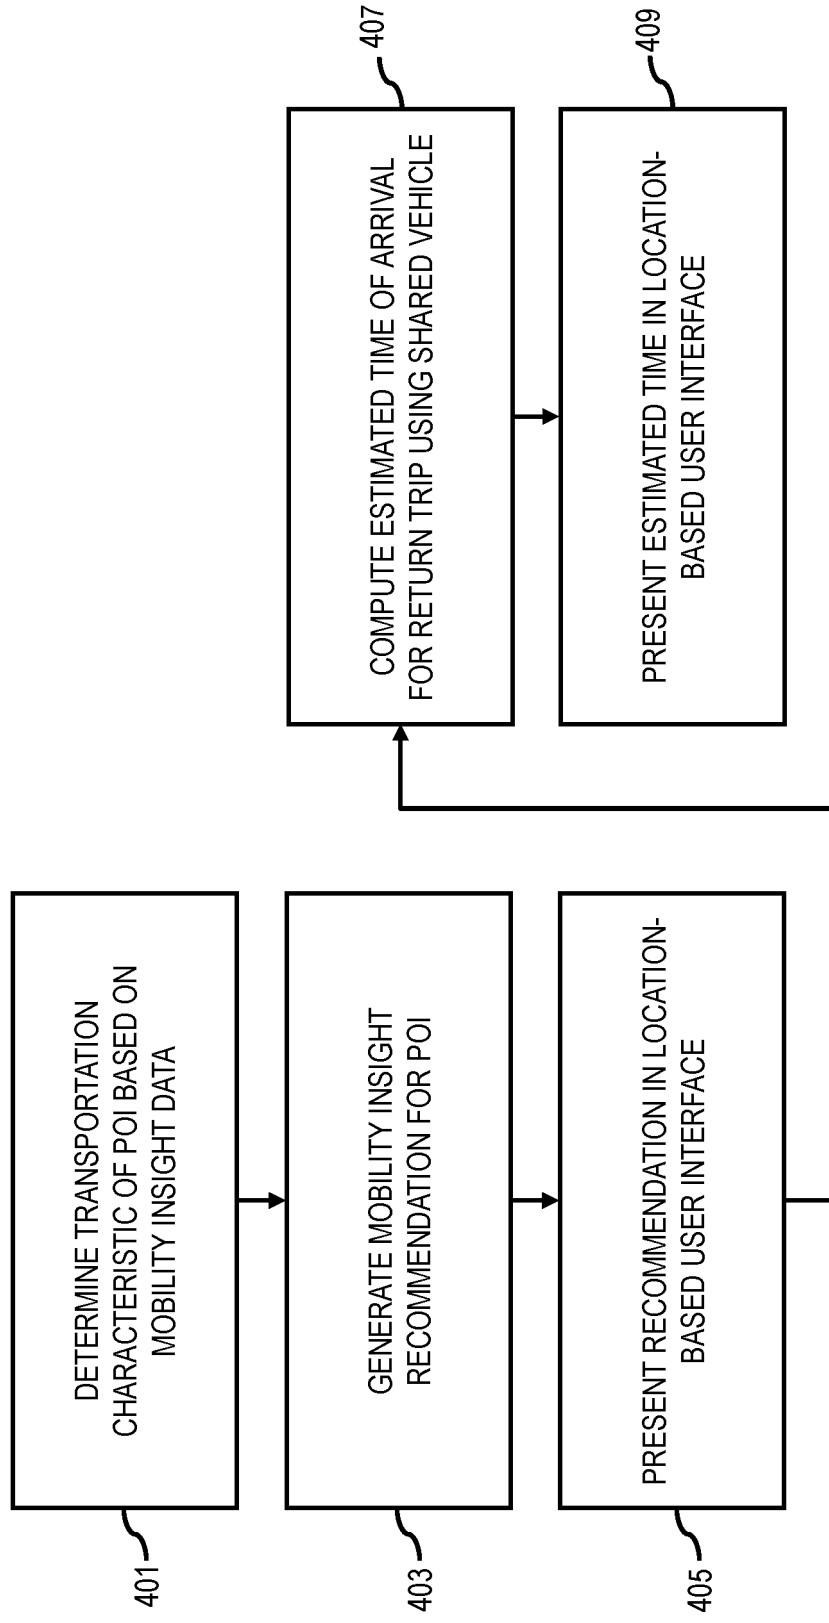 401
DETERMINE TRANSPORTATION
CHARACTERISTIC OF POI BASED ON
MOBILITY INSIGHT DATA
403
GENERATE MOBILITY INSIGHT
RECOMMENDATION FOR POI
405
PRESENT RECOMMENDATION IN LOCATION-
BASED USER INTERFACE
407
COMPUTE ESTIMATED TIME OF ARRIVAL
FOR RETURN TRIP USING SHARED VEHICLE
409
PRESENT ESTIMATED TIME IN LOCATION-
BASED USER INTERFACE